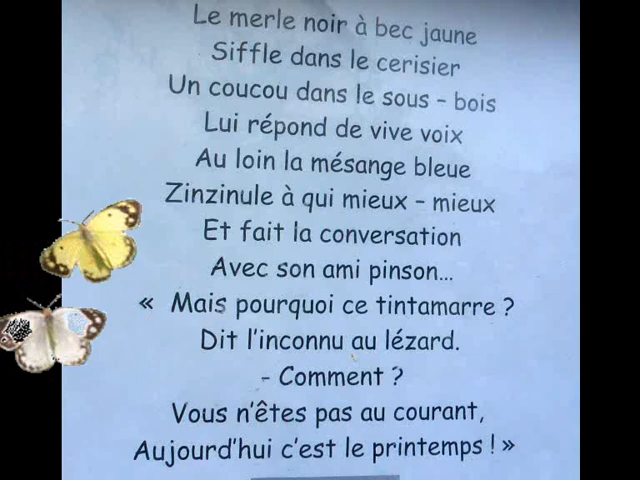 Le merle noir à bec jaune
Siffle dans le cerisier
Un coucou dans le sous - bois
Lui répond de vive voix
Au loin la mésange bleue
Zinzinule à qui mieux - mieux
Et fait la conversation
Avec son ami pinson...
« Mais pourquoi ce tintamarre ?
Dit l'inconnu au lézard.
- Comment ?
Vous n'êtes pas au courant,
Aujourd'hui c'est le printemps ! »